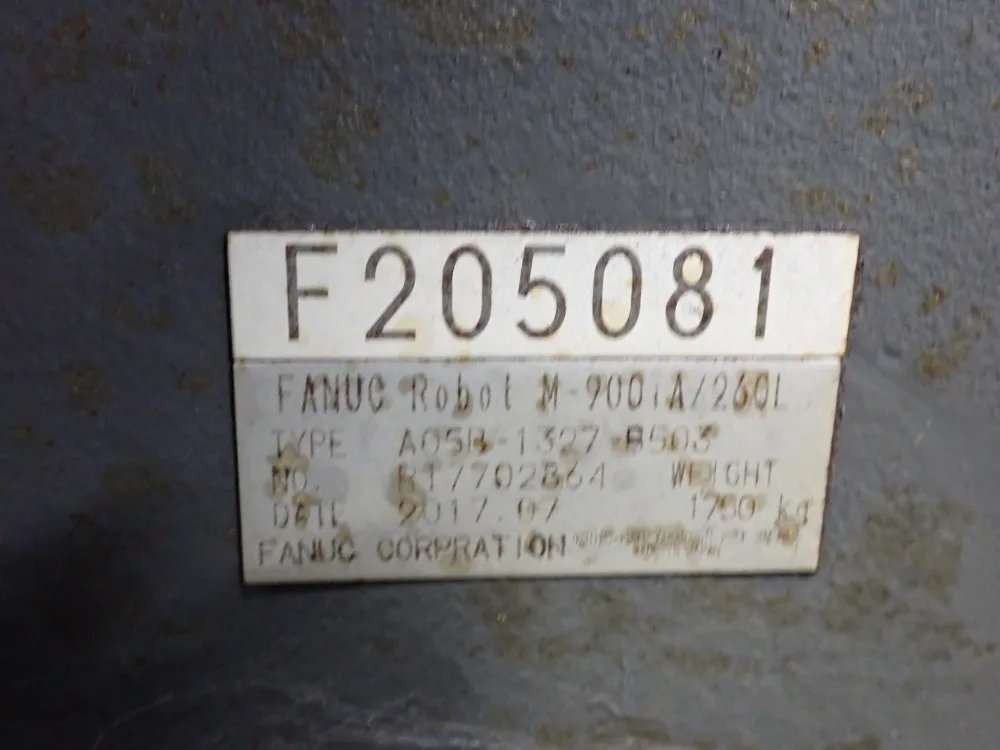 F205081
FANUC Robot M-900iA/260L
TYPE A05B-1327-B503
NO. R17702864 WEIGHT
DATE 2017.07 1750 kg
FANUC CORPRATION